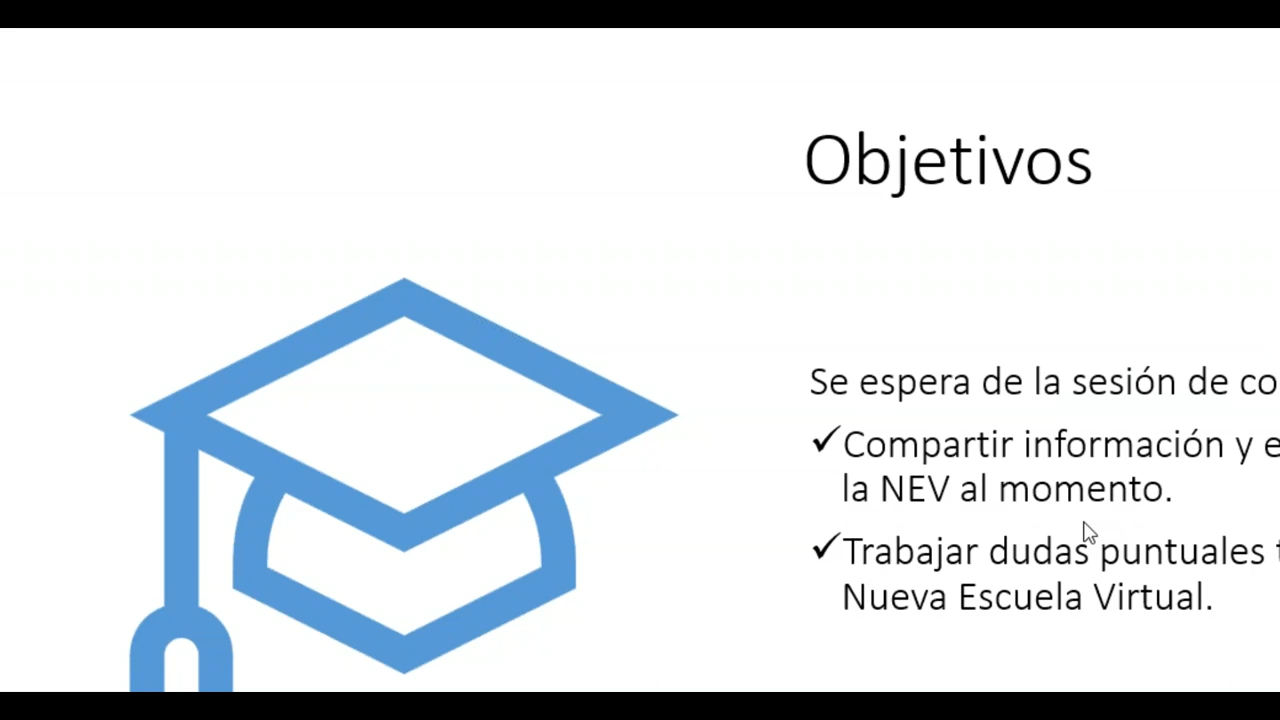 Objetivos
Se espera de la sesión de co
✓Compartir información y e
la NEV al momento.
✓Trabajar dudas puntuales t
Nueva Escuela Virtual.